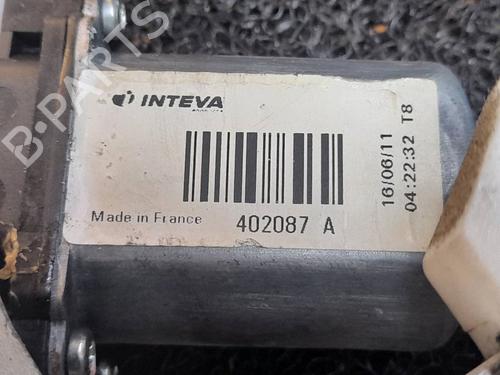 INTEVA
Made in France
402087 A
16/06/11
04:22:32 T8
B-PARTS